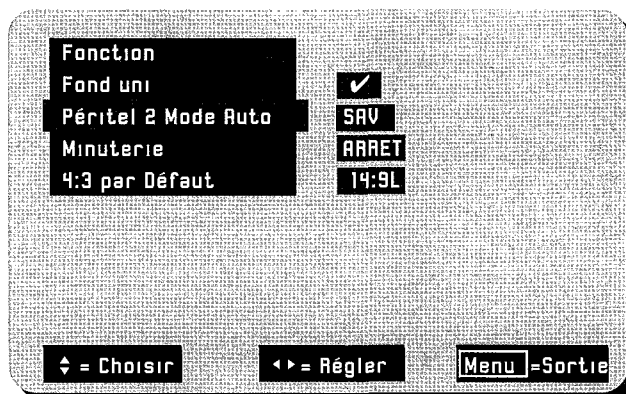 Fonction
Fond uni ✔
Péritel 2 Mode Auto SAV
Minuterie ARRET
4:3 par Défaut 14:9L
= Choisir = Régler Menu =Sortie